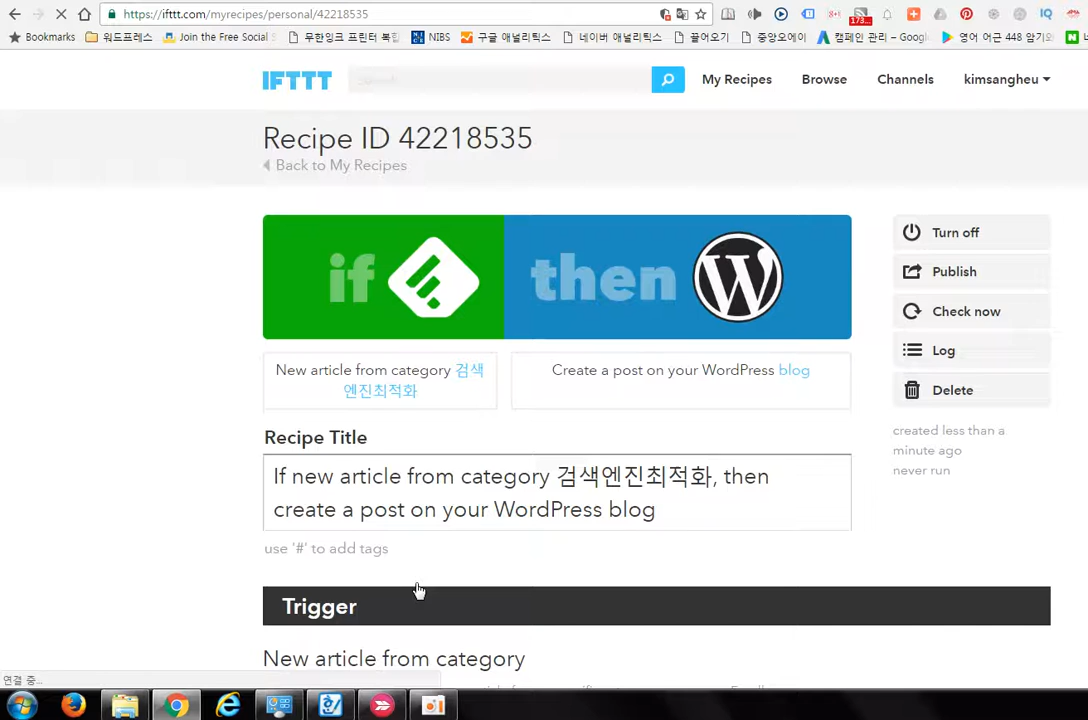 https://ifttt.com/myrecipes/personal/42218535
Bookmarks 워드프레스 Join the Free Social 무한잉크 프린터 복합 NIBS 구글 애널리틱스 네이버 애널리틱스 끌어오기 중앙오에이 캠페인 관리 – Google 영어 어근 448 암기
IFTTT My Recipes Browse Channels kimsangheu
Recipe ID 42218535
Back to My Recipes
if then
Turn off
Publish
Check now
Log
Delete
New article from category 검색
엔진최적화
Create a post on your WordPress blog
created less than a
minute ago
never run
Recipe Title
If new article from category 검색엔진최적화, then
create a post on your WordPress blog
use '#' to add tags
Trigger
New article from category
연결 중...